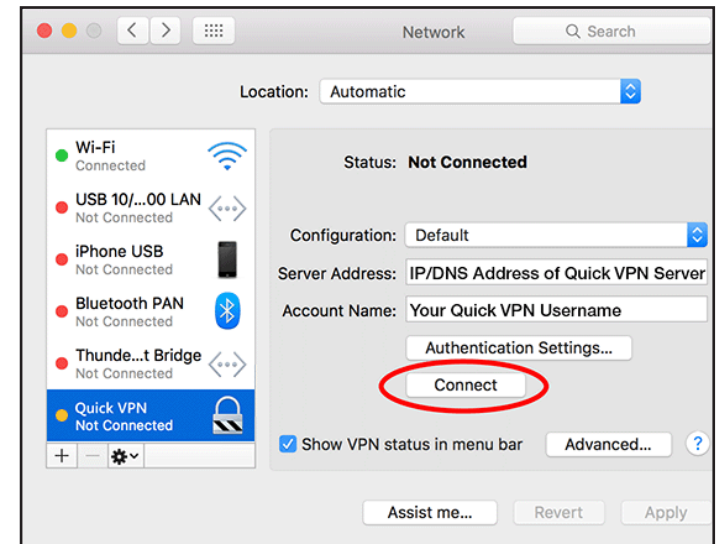 Network
Search
Location: Automatic
Wi-Fi
Connected
USB 10/...00 LAN
Not Connected
iPhone USB
Not Connected
Bluetooth PAN
Not Connected
Thunde...t Bridge
Not Connected
Quick VPN
Not Connected
Status: Not Connected
Configuration: Default
Server Address: IP/DNS Address of Quick VPN Server
Account Name: Your Quick VPN Username
Authentication Settings...
Connect
Show VPN status in menu bar
Advanced...
?
Assist me...
Revert
Apply